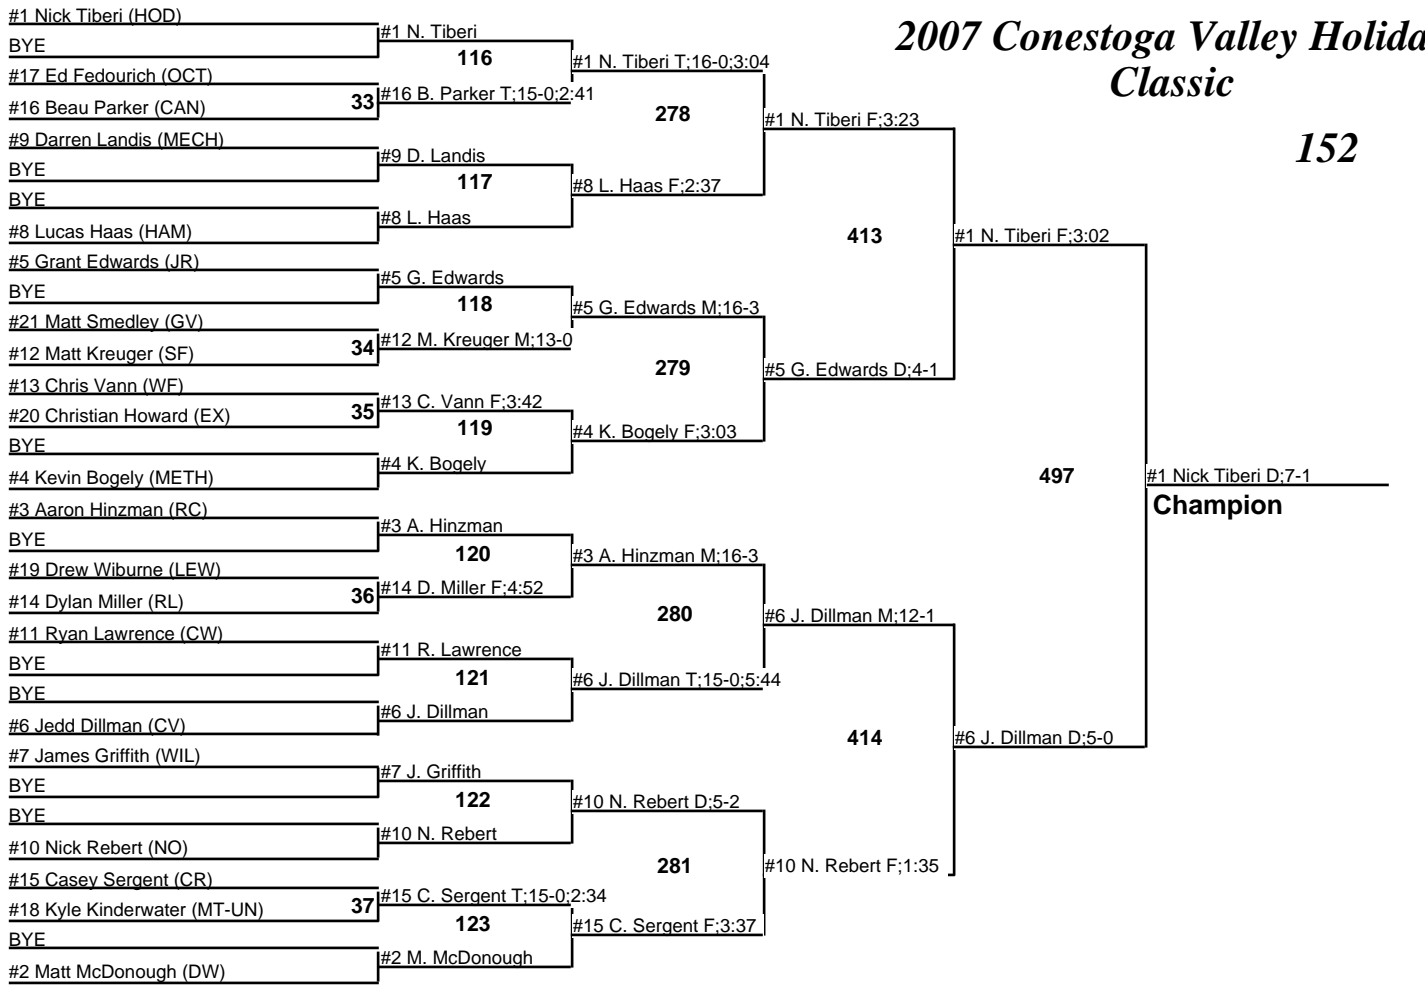 2007 Conestoga Valley Holida
Classic
152
#1 Nick Tiberi (HOD)
BYE
#17 Ed Fedourich (OCT)
#16 Beau Parker (CAN)
#9 Darren Landis (MECH)
BYE
BYE
#8 Lucas Haas (HAM)
#5 Grant Edwards (JR)
BYE
#21 Matt Smedley (GV)
#12 Matt Kreuger (SF)
#13 Chris Vann (WF)
#20 Christian Howard (EX)
BYE
#4 Kevin Bogely (METH)
#3 Aaron Hinzman (RC)
BYE
#19 Drew Wiburne (LEW)
#14 Dylan Miller (RL)
#11 Ryan Lawrence (CW)
BYE
BYE
#6 Jedd Dillman (CV)
#7 James Griffith (WIL)
BYE
BYE
#10 Nick Rebert (NO)
#15 Casey Sergent (CR)
#18 Kyle Kinderwater (MT-UN)
BYE
#2 Matt McDonough (DW)
33
34
35
36
37
#1 N. Tiberi
116
#16 B. Parker T;15-0;2:41
#9 D. Landis
117
#8 L. Haas
#5 G. Edwards
118
#12 M. Kreuger M;13-0
#13 C. Vann F;3:42
119
#4 K. Bogely
#3 A. Hinzman
120
#14 D. Miller F;4:52
#11 R. Lawrence
121
#6 J. Dillman
#7 J. Griffith
122
#10 N. Rebert
#15 C. Sergent T;15-0;2:34
123
#2 M. McDonough
#1 N. Tiberi T;16-0;3:04
278
#8 L. Haas F;2:37
#5 G. Edwards M;16-3
279
#4 K. Bogely F;3:03
#3 A. Hinzman M;16-3
280
#6 J. Dillman T;15-0;5:44
#10 N. Rebert D;5-2
281
#15 C. Sergent F;3:37
#1 N. Tiberi F;3:23
413
#5 G. Edwards D;4-1
#6 J. Dillman M;12-1
414
#10 N. Rebert F;1:35
#1 N. Tiberi F;3:02
497
#6 J. Dillman D;5-0
#1 Nick Tiberi D;7-1
Champion